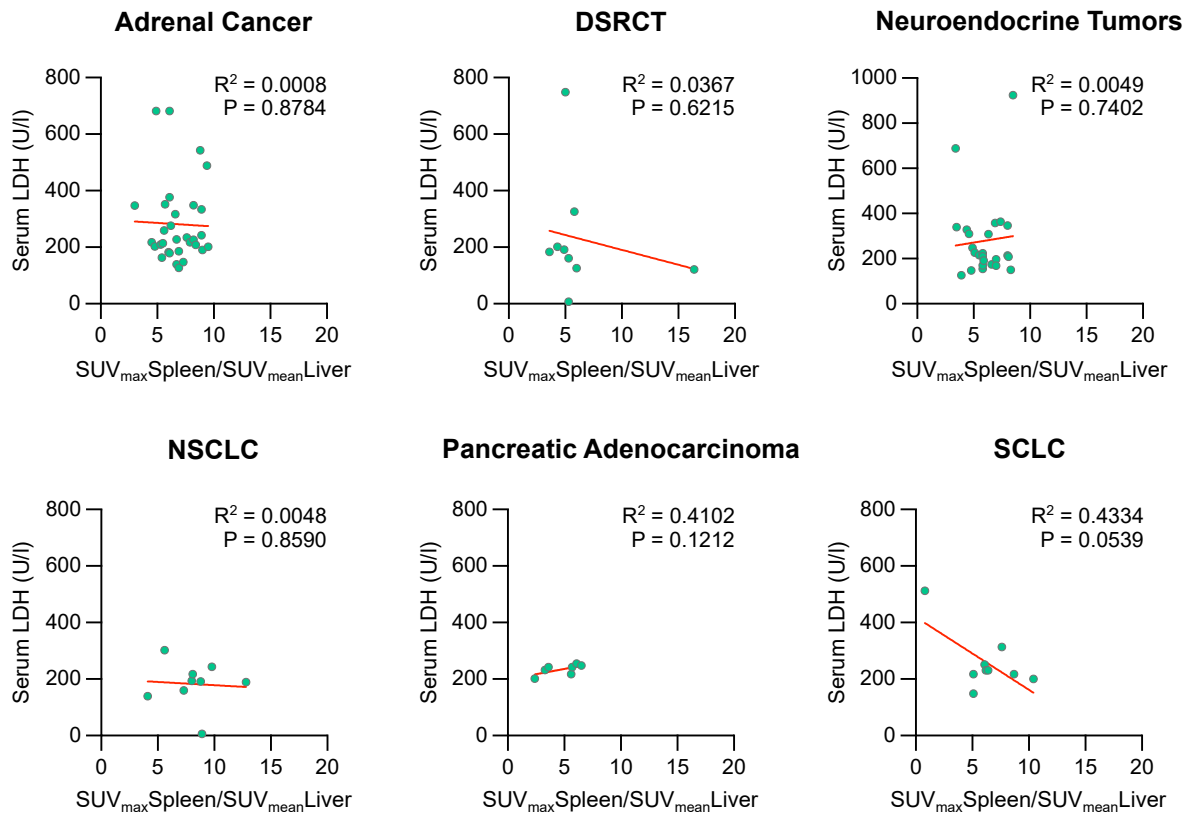 Adrenal Cancer
R² = 0.0008
P = 0.8784
Serum LDH (U/l)
800
600
400
200
0
0 5 10 15 20
SUVmaxSpleen/SUVmeanLiver
DSRCT
R² = 0.0367
P = 0.6215
Serum LDH (U/l)
800
600
400
200
0
0 5 10 15 20
SUVmaxSpleen/SUVmeanLiver
Neuroendocrine Tumors
R² = 0.0049
P = 0.7402
Serum LDH (U/l)
1000
800
600
400
200
0
0 5 10 15 20
SUVmaxSpleen/SUVmeanLiver
NSCLC
R² = 0.0048
P = 0.8590
Serum LDH (U/l)
800
600
400
200
0
0 5 10 15 20
SUVmaxSpleen/SUVmeanLiver
Pancreatic Adenocarcinoma
R² = 0.4102
P = 0.1212
Serum LDH (U/l)
800
600
400
200
0
0 5 10 15 20
SUVmaxSpleen/SUVmeanLiver
SCLC
R² = 0.4334
P = 0.0539
Serum LDH (U/l)
800
600
400
200
0
0 5 10 15 20
SUVmaxSpleen/SUVmeanLiver